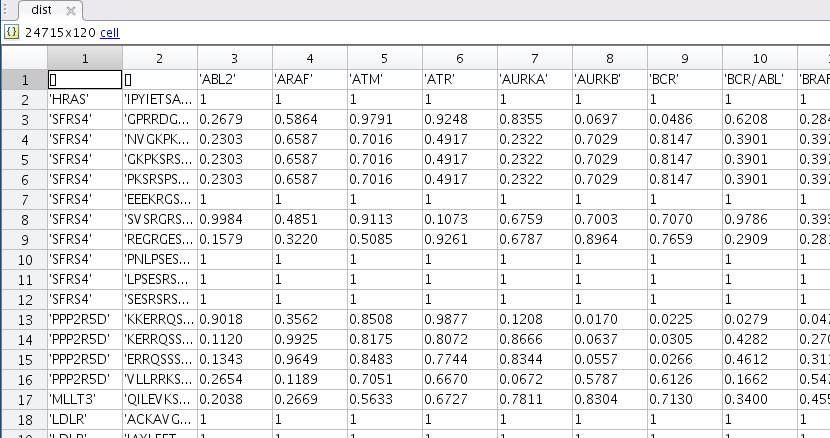 dist ×
24715x120 cell
1 2 3 4 5 6 7 8 9 10
1 [] [] 'ABL2' 'ARAF' 'ATM' 'ATR' 'AURKA' 'AURKB' 'BCR' 'BCR/ABL' 'BRAF
2 'HRAS' 'IPYIETSA... 1 1 1 1 1 1 1 1 1
3 'SFRS4' 'GPRRDG... 0.2679 0.5864 0.9791 0.9248 0.8355 0.0697 0.0486 0.6208 0.284
4 'SFRS4' 'NVGKPK... 0.2303 0.6587 0.7016 0.4917 0.2322 0.7029 0.8147 0.3901 0.397
5 'SFRS4' 'GKPKSRS... 0.2303 0.6587 0.7016 0.4917 0.2322 0.7029 0.8147 0.3901 0.397
6 'SFRS4' 'PKSRSPS... 0.2303 0.6587 0.7016 0.4917 0.2322 0.7029 0.8147 0.3901 0.397
7 'SFRS4' 'EEEKRGS... 1 1 1 1 1 1 1 1 1
8 'SFRS4' 'SVSRGRS... 0.9984 0.4851 0.9113 0.1073 0.6759 0.7003 0.7070 0.9786 0.393
9 'SFRS4' 'REGRGES... 0.1579 0.3220 0.5085 0.9261 0.6787 0.8964 0.7659 0.2909 0.281
10 'SFRS4' 'PNLPSES... 1 1 1 1 1 1 1 1 1
11 'SFRS4' 'LPSESRS... 1 1 1 1 1 1 1 1 1
12 'SFRS4' 'SESRSRS... 1 1 1 1 1 1 1 1 1
13 'PPP2R5D' 'KKERRQS... 0.9018 0.3562 0.8508 0.9877 0.1208 0.0170 0.0225 0.0279 0.047
14 'PPP2R5D' 'KERRQSS... 0.1120 0.9925 0.8175 0.8072 0.8666 0.0637 0.0305 0.4282 0.270
15 'PPP2R5D' 'ERRQSSS... 0.1343 0.9649 0.8483 0.7744 0.8344 0.0557 0.0266 0.4612 0.311
16 'PPP2R5D' 'VLLRRKS... 0.2654 0.1189 0.7051 0.6670 0.0672 0.5787 0.6126 0.1662 0.547
17 'MLLT3' 'QILEVKS... 0.2038 0.2669 0.5633 0.6727 0.7811 0.8304 0.7130 0.3400 0.455
18 'LDLR' 'ACKAVG... 1 1 1 1 1 1 1 1 1